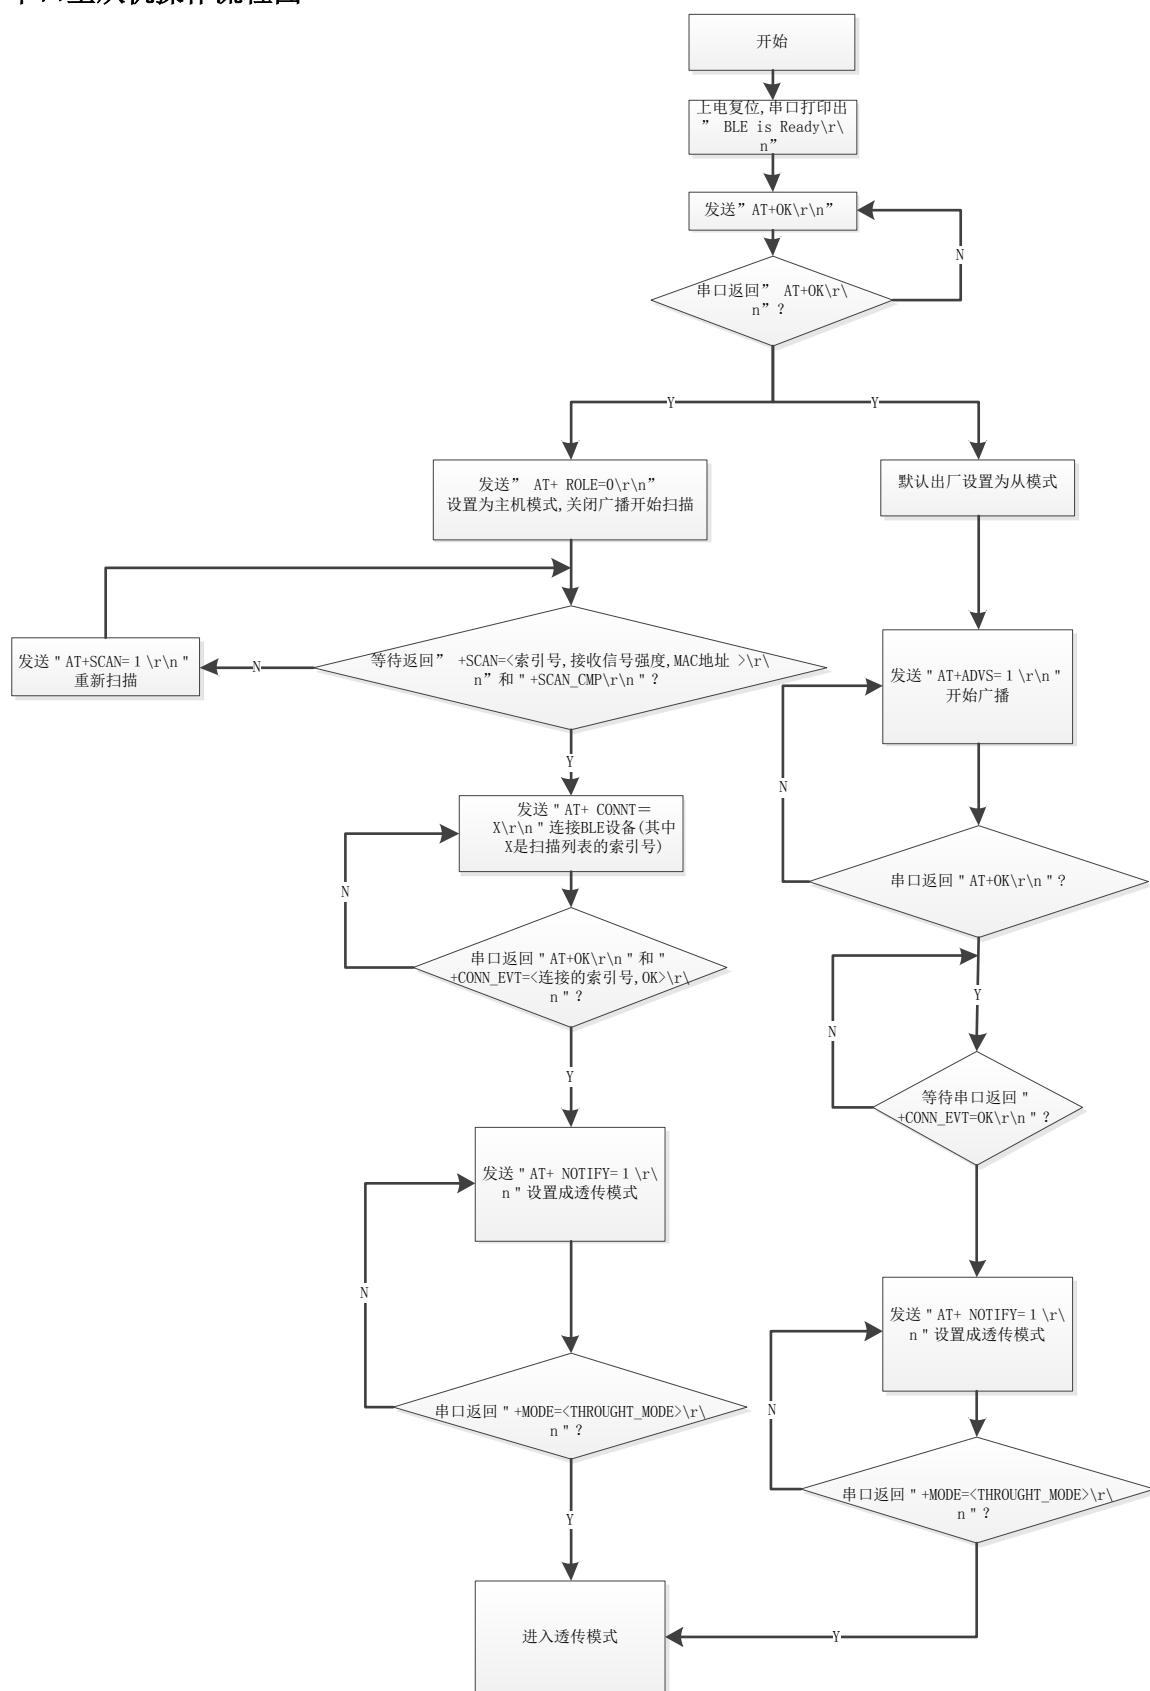 开始
上电复位,串口打印出
” BLE is Ready\r\
n”
发送”AT+OK\r\n”
N
串口返回” AT+OK\r\
n”?
Y
Y
发送” AT+ ROLE=0\r\n”
设置为主机模式,关闭广播开始扫描
默认出厂设置为从模式
发送"AT+SCAN=1\r\n"
重新扫描
N
等待返回” +SCAN=<索引号,接收信号强度,MAC地址 >\r\
n”和"+SCAN_CMP\r\n"?
发送"AT+ADVS=1\r\n"
开始广播
Y
N
发送"AT+ CONNT=
X\r\n"连接BLE设备(其中
X是扫描列表的索引号)
N
串口返回"AT+OK\r\n"?
串口返回"AT+OK\r\n"和"
+CONN_EVT=<连接的索引号,OK>\r\
n"?
Y
N
Y
等待串口返回"
+CONN_EVT=OK\r\n"?
发送"AT+ NOTIFY=1\r\
n"设置成透传模式
N
发送"AT+ NOTIFY=1\r\
n"设置成透传模式
N
串口返回"+MODE=<THROUGHT_MODE>\r\
n"?
串口返回"+MODE=<THROUGHT_MODE>\r\
n"?
Y
进入透传模式
Y